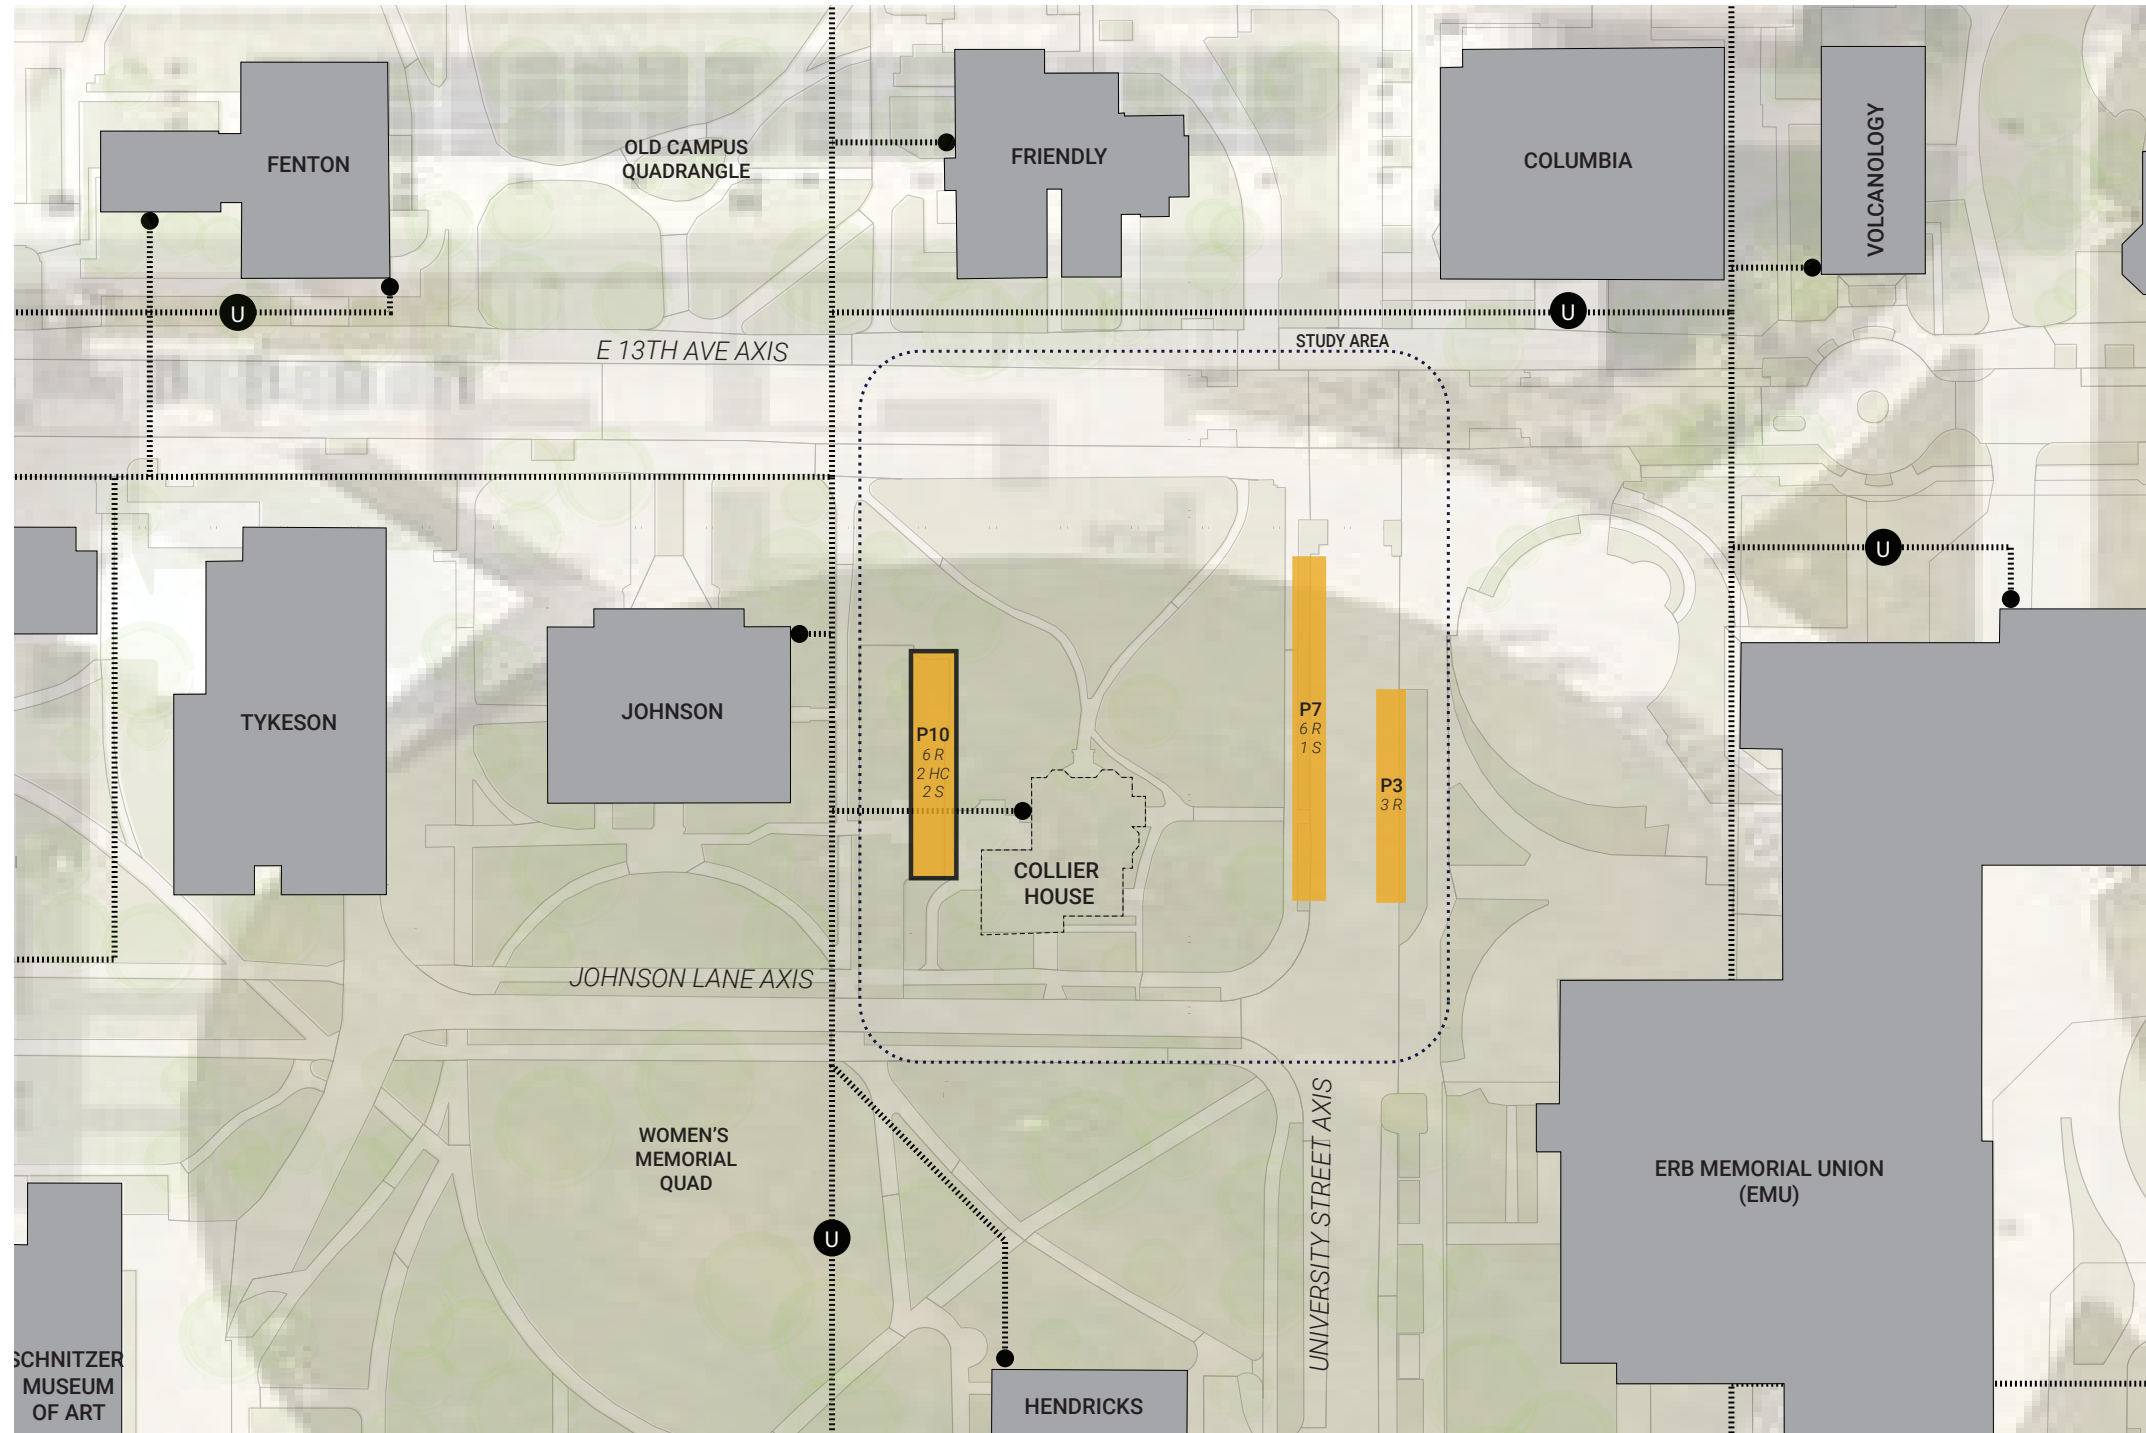 FENTON
OLD CAMPUS
QUADRANGLE
FRIENDLY
COLUMBIA
VOLCANOLOGY
U
U
E 13TH AVE AXIS
STUDY AREA
U
TYKESON
JOHNSON
P10
6 R
2 HC
2 S
P7
6 R
1 S
P3
3 R
COLLIER
HOUSE
JOHNSON LANE AXIS
WOMEN'S
MEMORIAL
QUAD
U
UNIVERSITY STREET AXIS
ERB MEMORIAL UNION
(EMU)
SCHNITZER
MUSEUM
OF ART
HENDRICKS